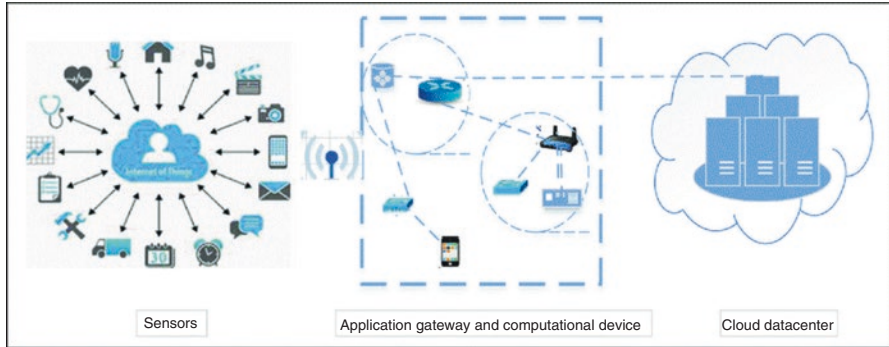 Internet of Things
30
Sensors
Application gateway and computational device
Cloud datacenter